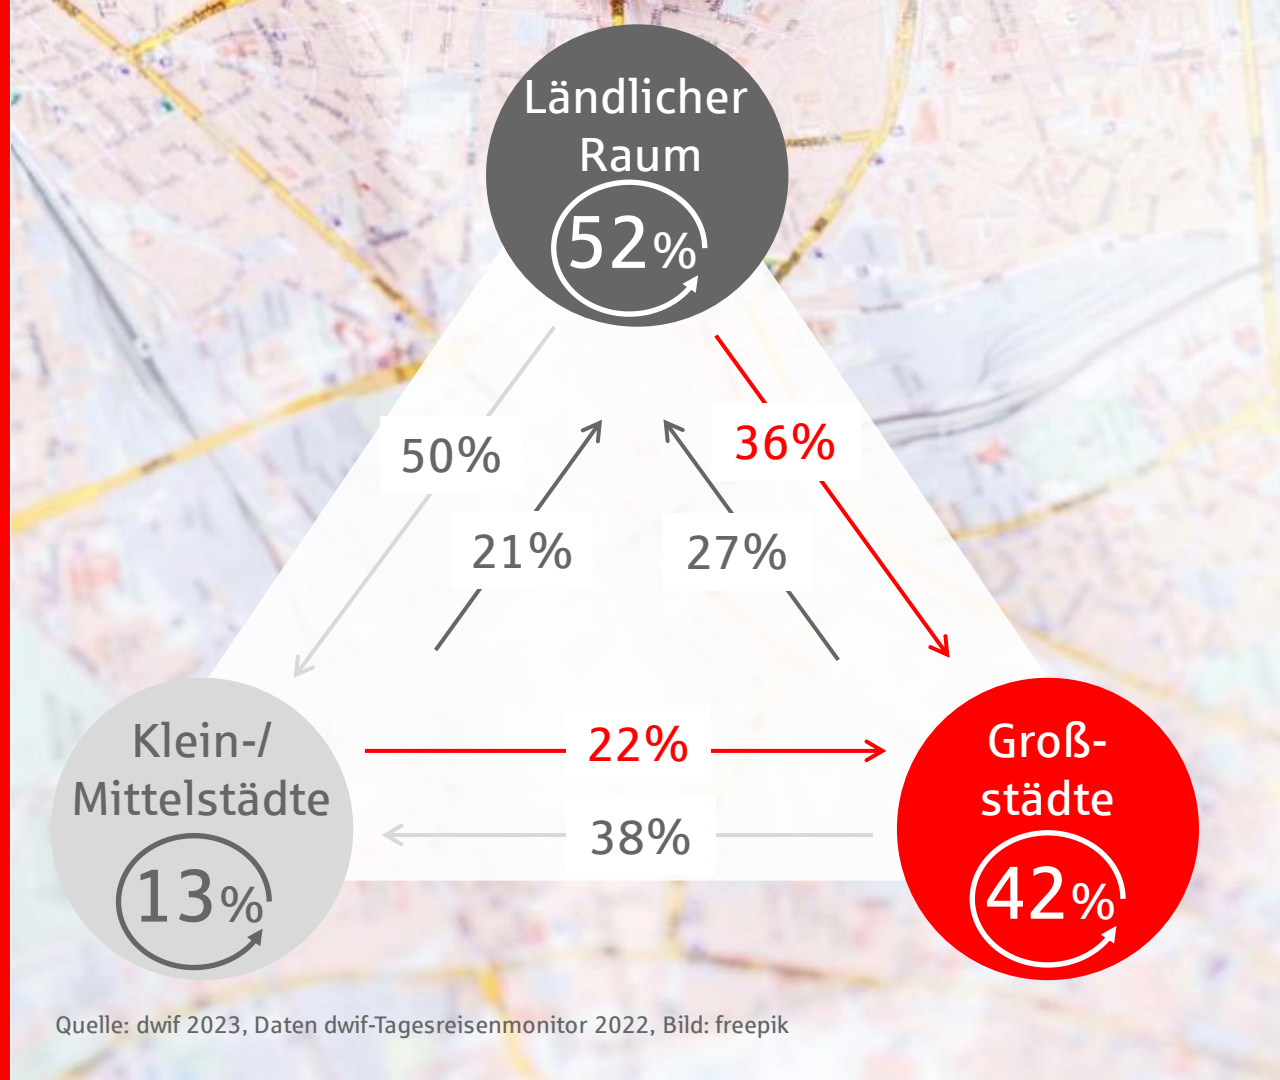 Ländlicher
Raum
52%
50%
36%
21%
27%
22%
38%
Klein-/
Mittelstädte
13%
Groß-
städte
42%
Quelle: dwif 2023, Daten dwif-Tagesreisenmonitor 2022, Bild: freepik